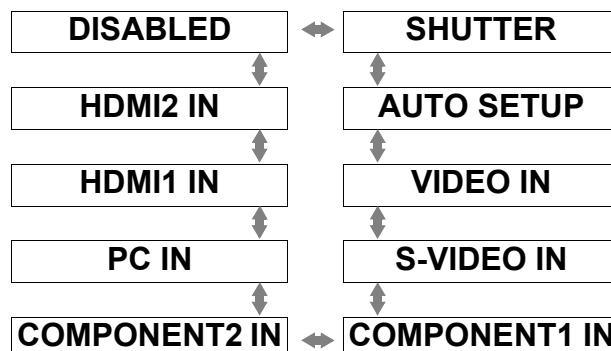 DISABLED SHUTTER
HDMI2 IN AUTO SETUP
HDMI1 IN VIDEO IN
PC IN S-VIDEO IN
COMPONENT2 IN COMPONENT1 IN